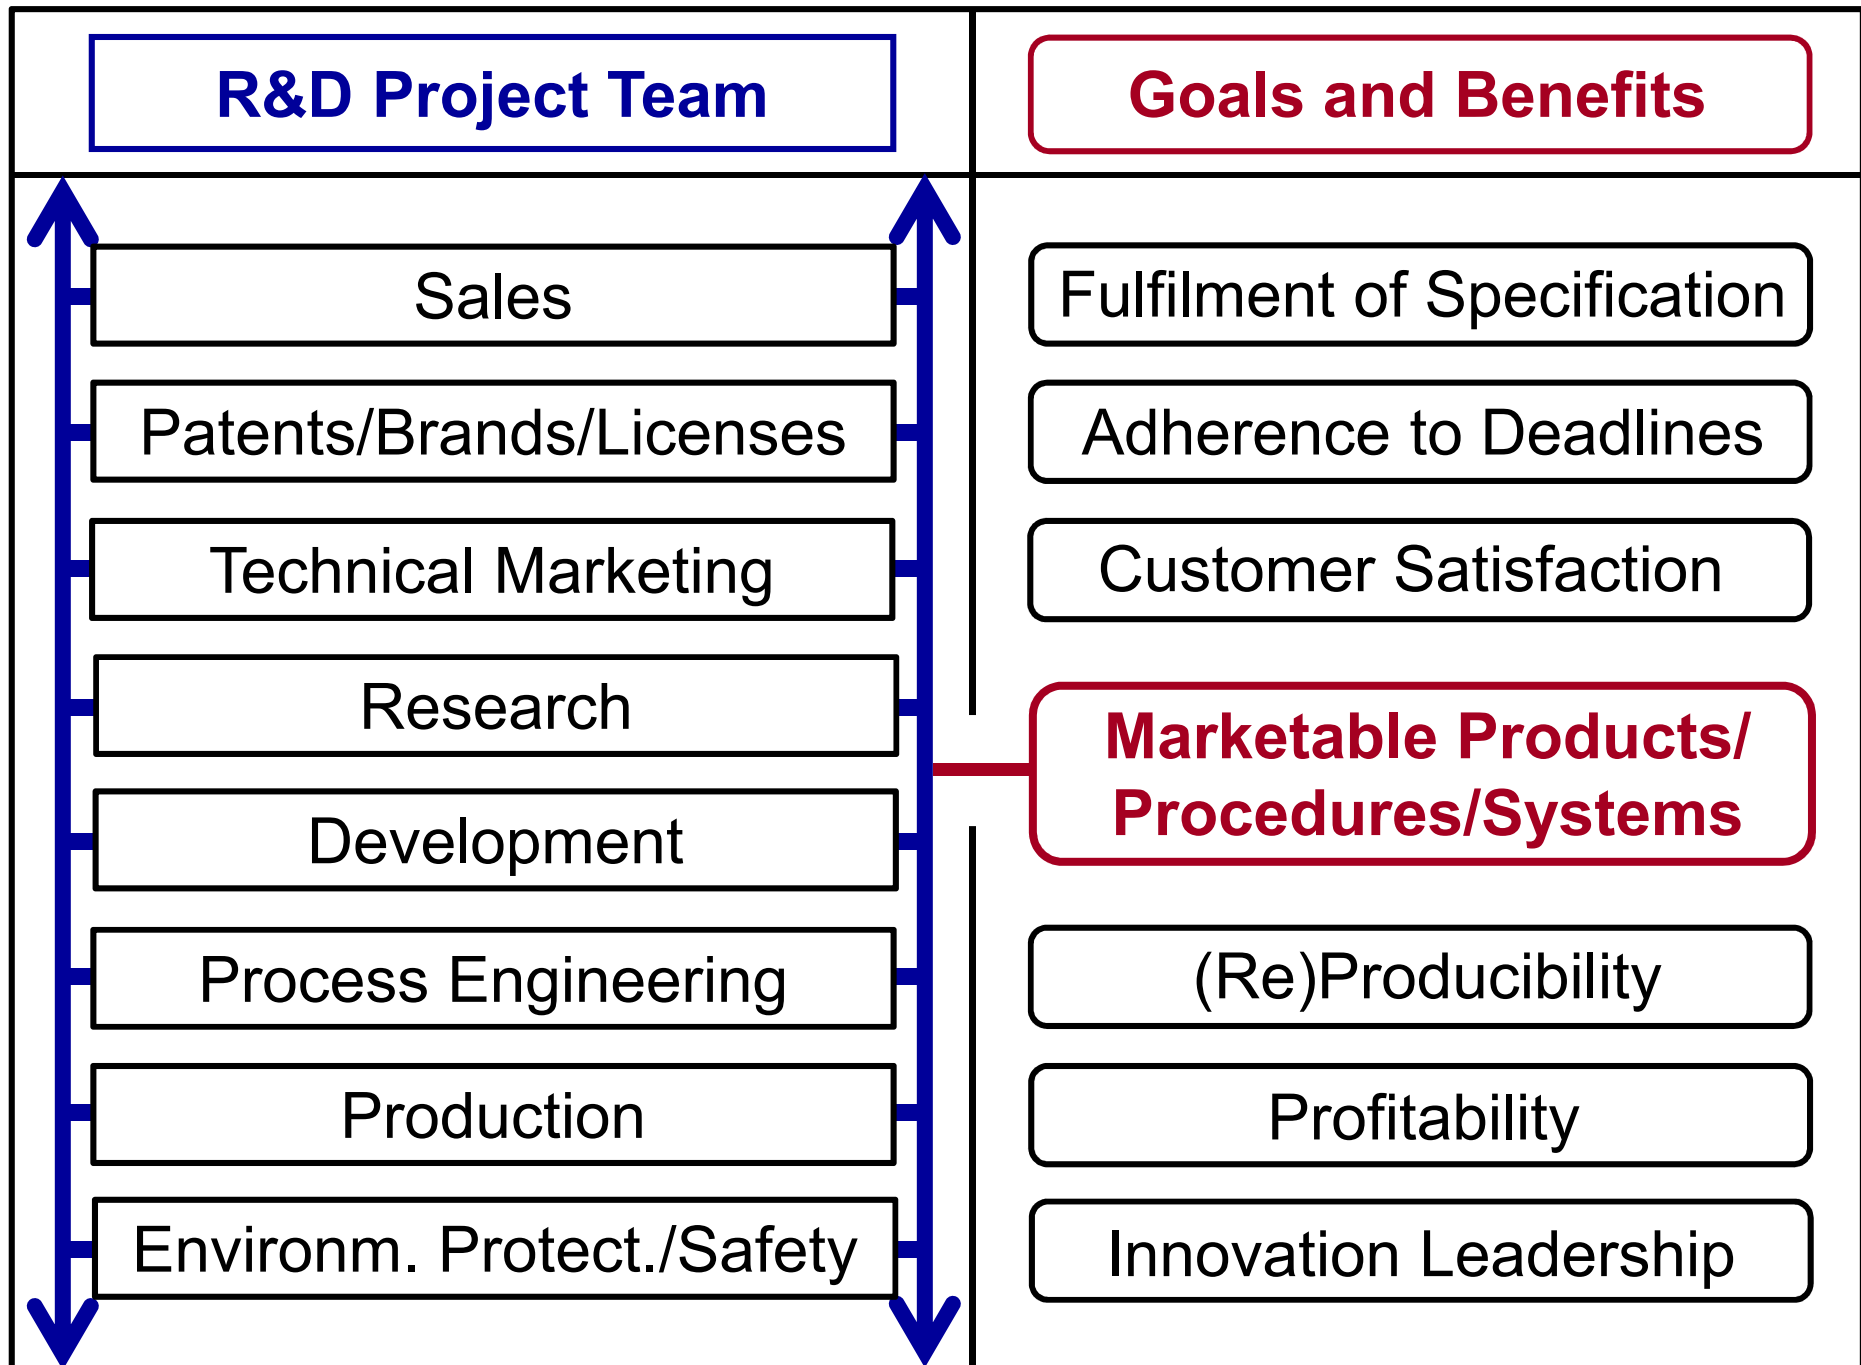 R&D Project Team
Goals and Benefits
Sales
Patents/Brands/Licenses
Technical Marketing
Research
Development
Process Engineering
Production
Environm. Protect./Safety
Fulfilment of Specification
Adherence to Deadlines
Customer Satisfaction
Marketable Products/
Procedures/Systems
(Re)Producibility
Profitability
Innovation Leadership